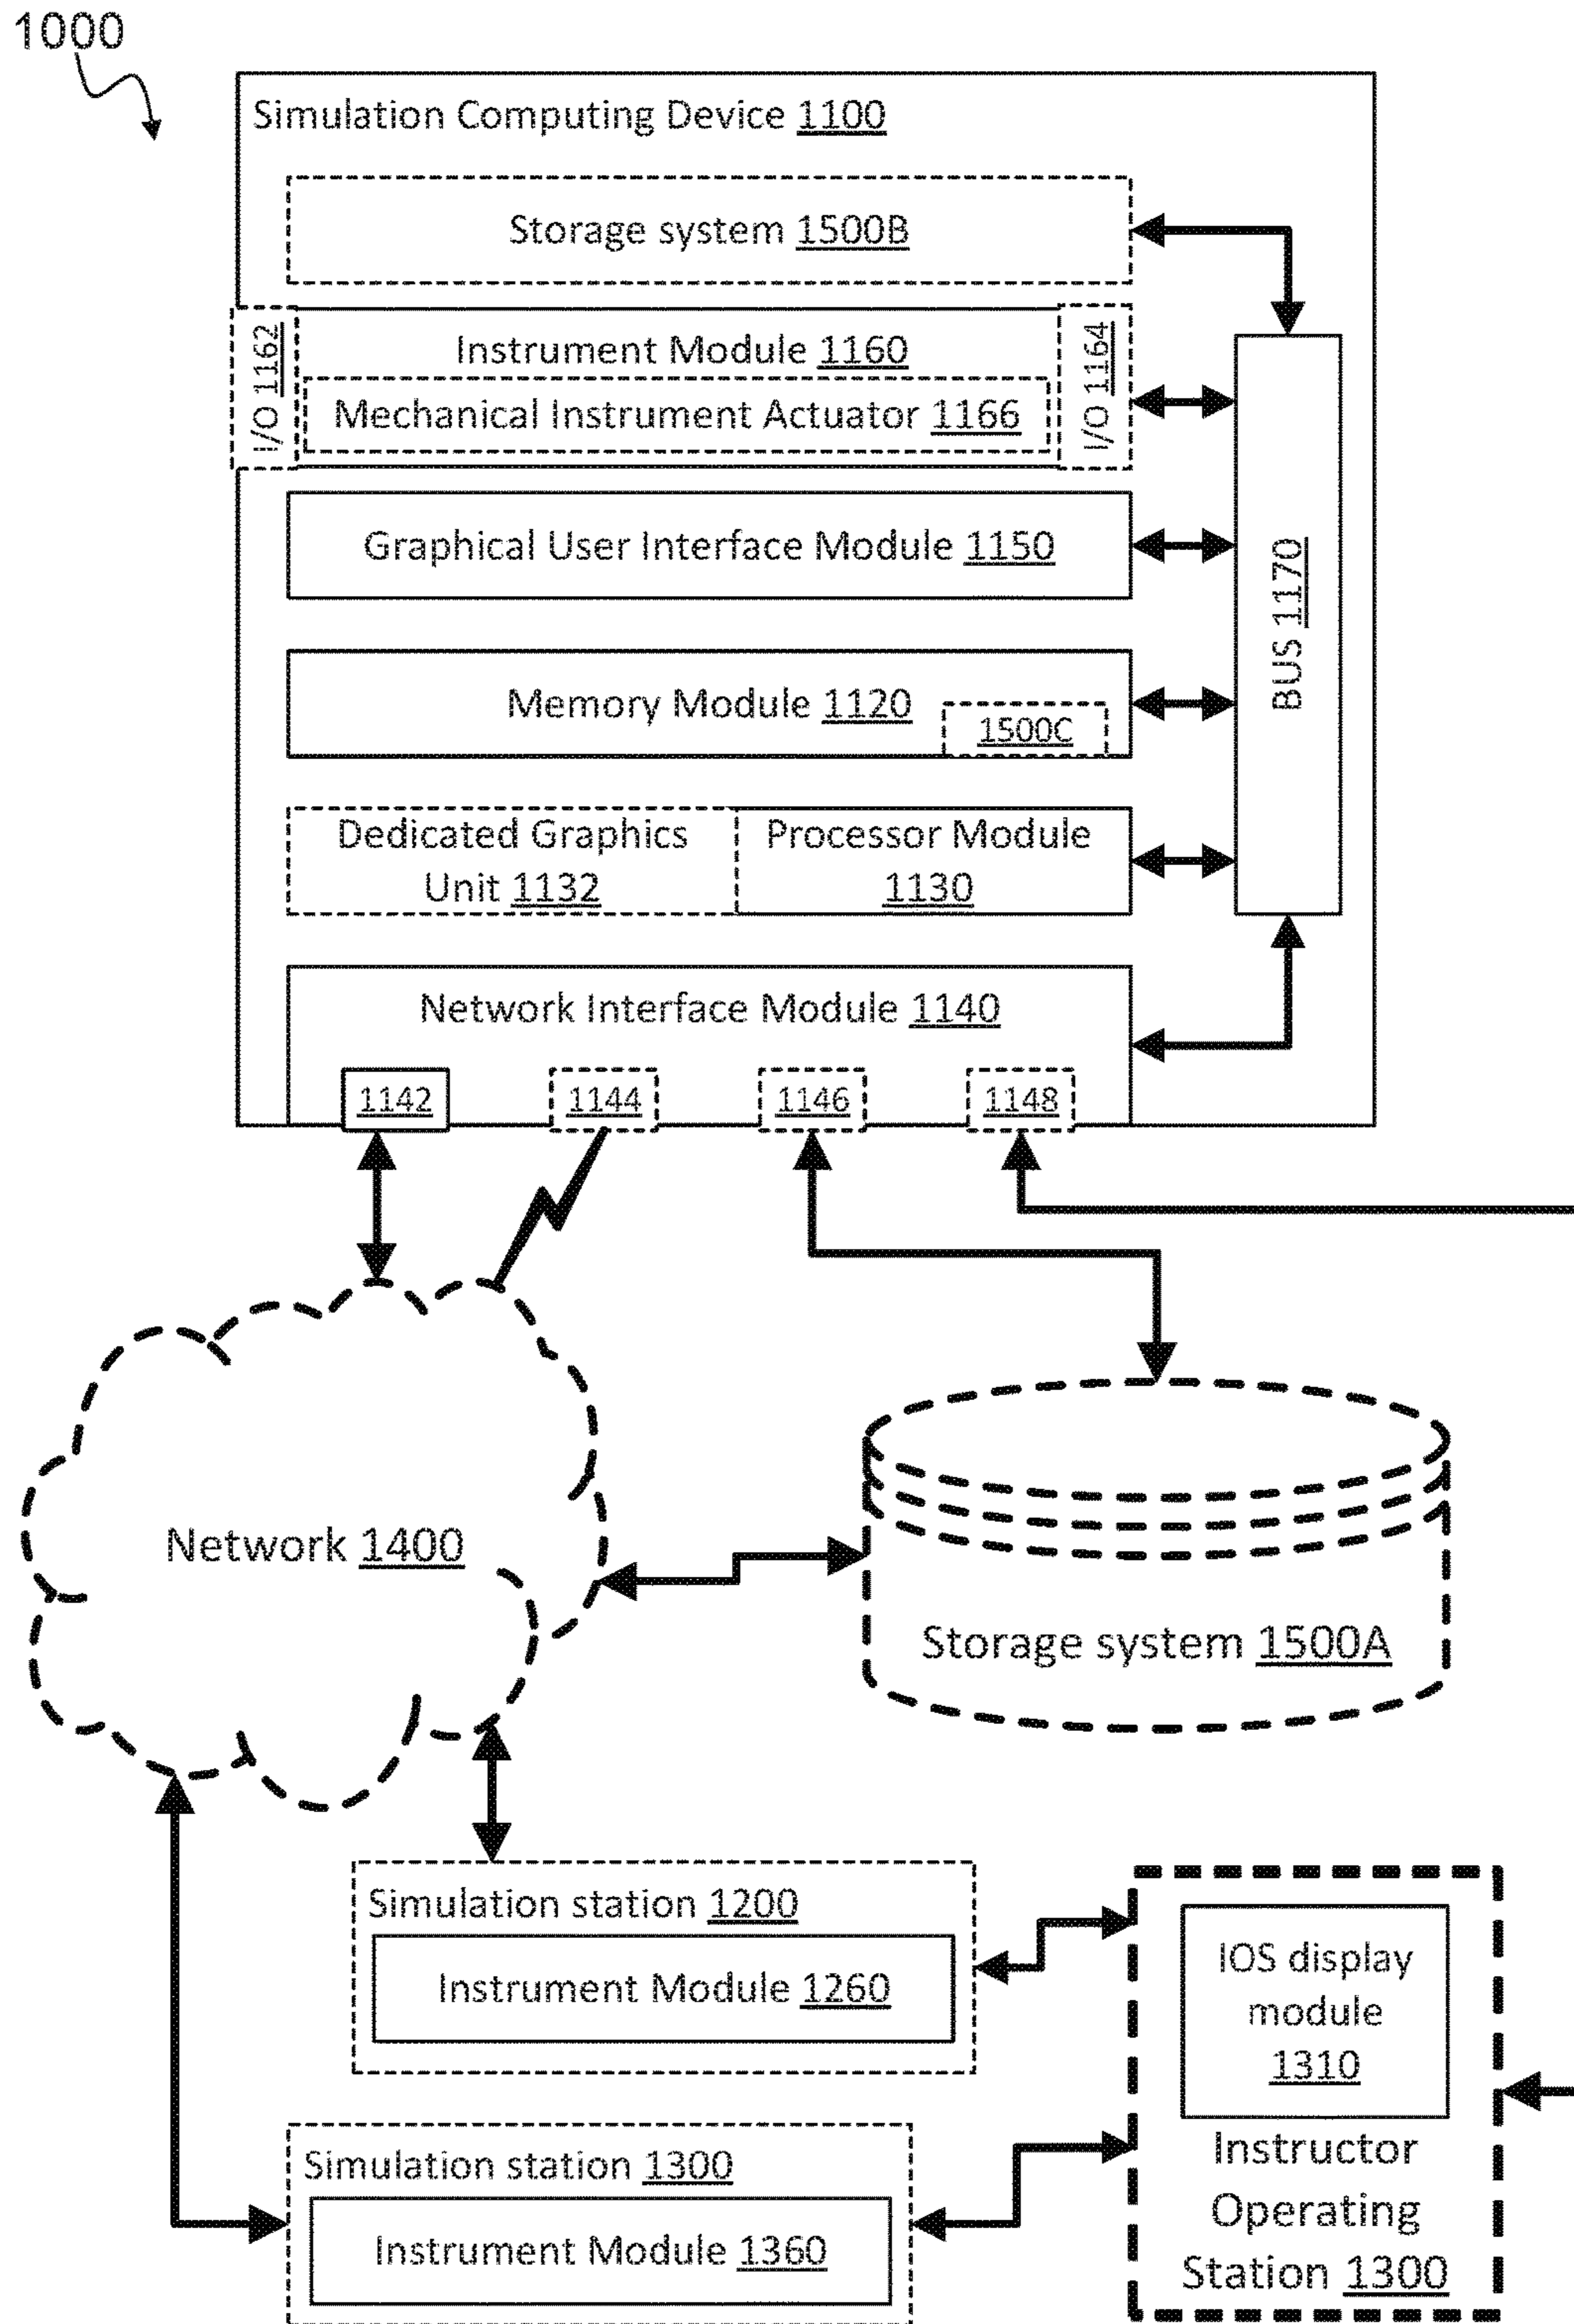 1000
Simulation Computing Device 1100
Storage system 1500B
I/O 1162
Instrument Module 1160
Mechanical Instrument Actuator 1166
I/O 1164
Graphical User Interface Module 1150
BUS 1170
Memory Module 1120
1500C
Dedicated Graphics
Unit 1132
Processor Module
1130
Network Interface Module 1140
1142
1144
1146
1148
Network 1400
Storage system 1500A
Simulation station 1200
Instrument Module 1260
IOS display
module
1310
Instructor
Operating
Station 1300
Simulation station 1300
Instrument Module 1360